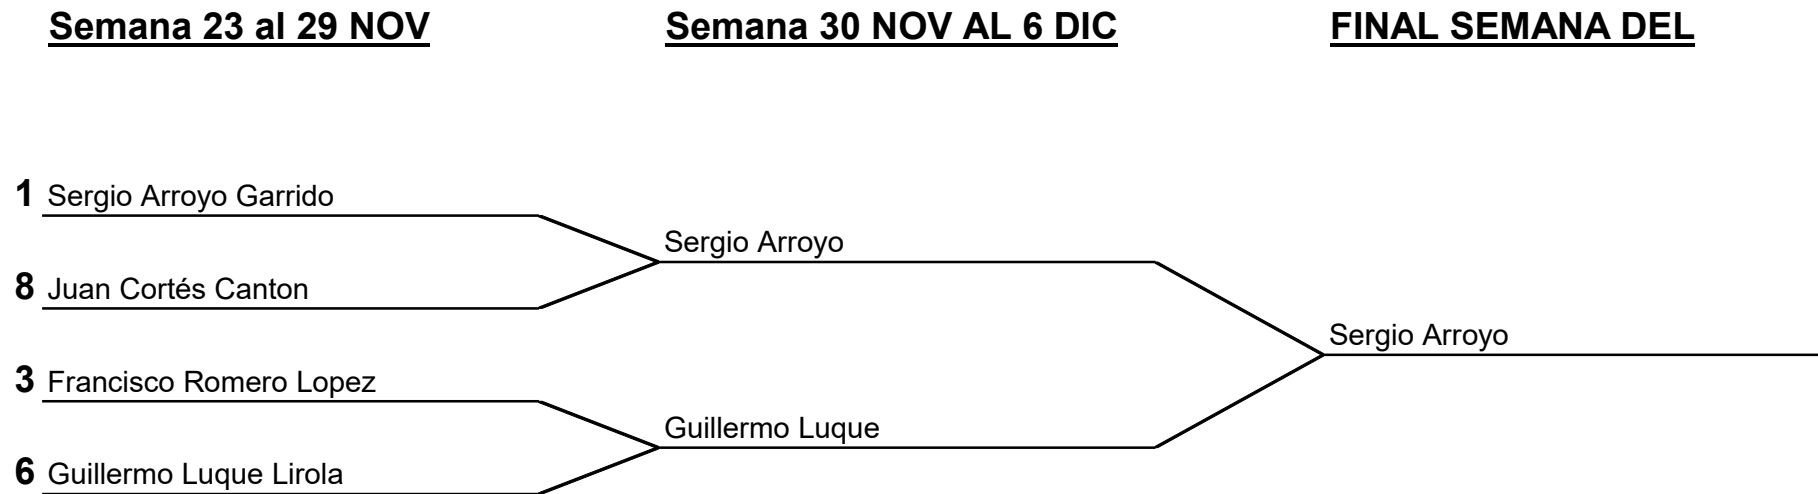 Semana 23 al 29 NOV
Semana 30 NOV AL 6 DIC
FINAL SEMANA DEL
1 Sergio Arroyo Garrido
Sergio Arroyo
8 Juan Cortés Canton
Sergio Arroyo
3 Francisco Romero Lopez
Guillermo Luque
6 Guillermo Luque Lirola